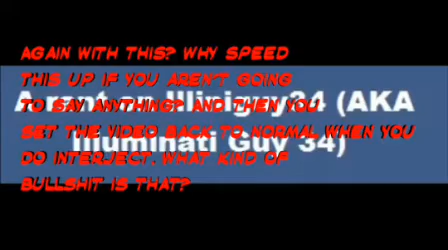 AGAIN WITH THIS? WHY SPEED
THIS UP IF YOU AREN'T GOING
TO SAY ANYTHING? AND THEN YOU
SET THE VIDEO BACK TO NORMAL WHEN YOU
DO INTERJECT. WHAT KIND OF
BULLSHIT IS THAT?
(AKA
Illuminati Guy 34)